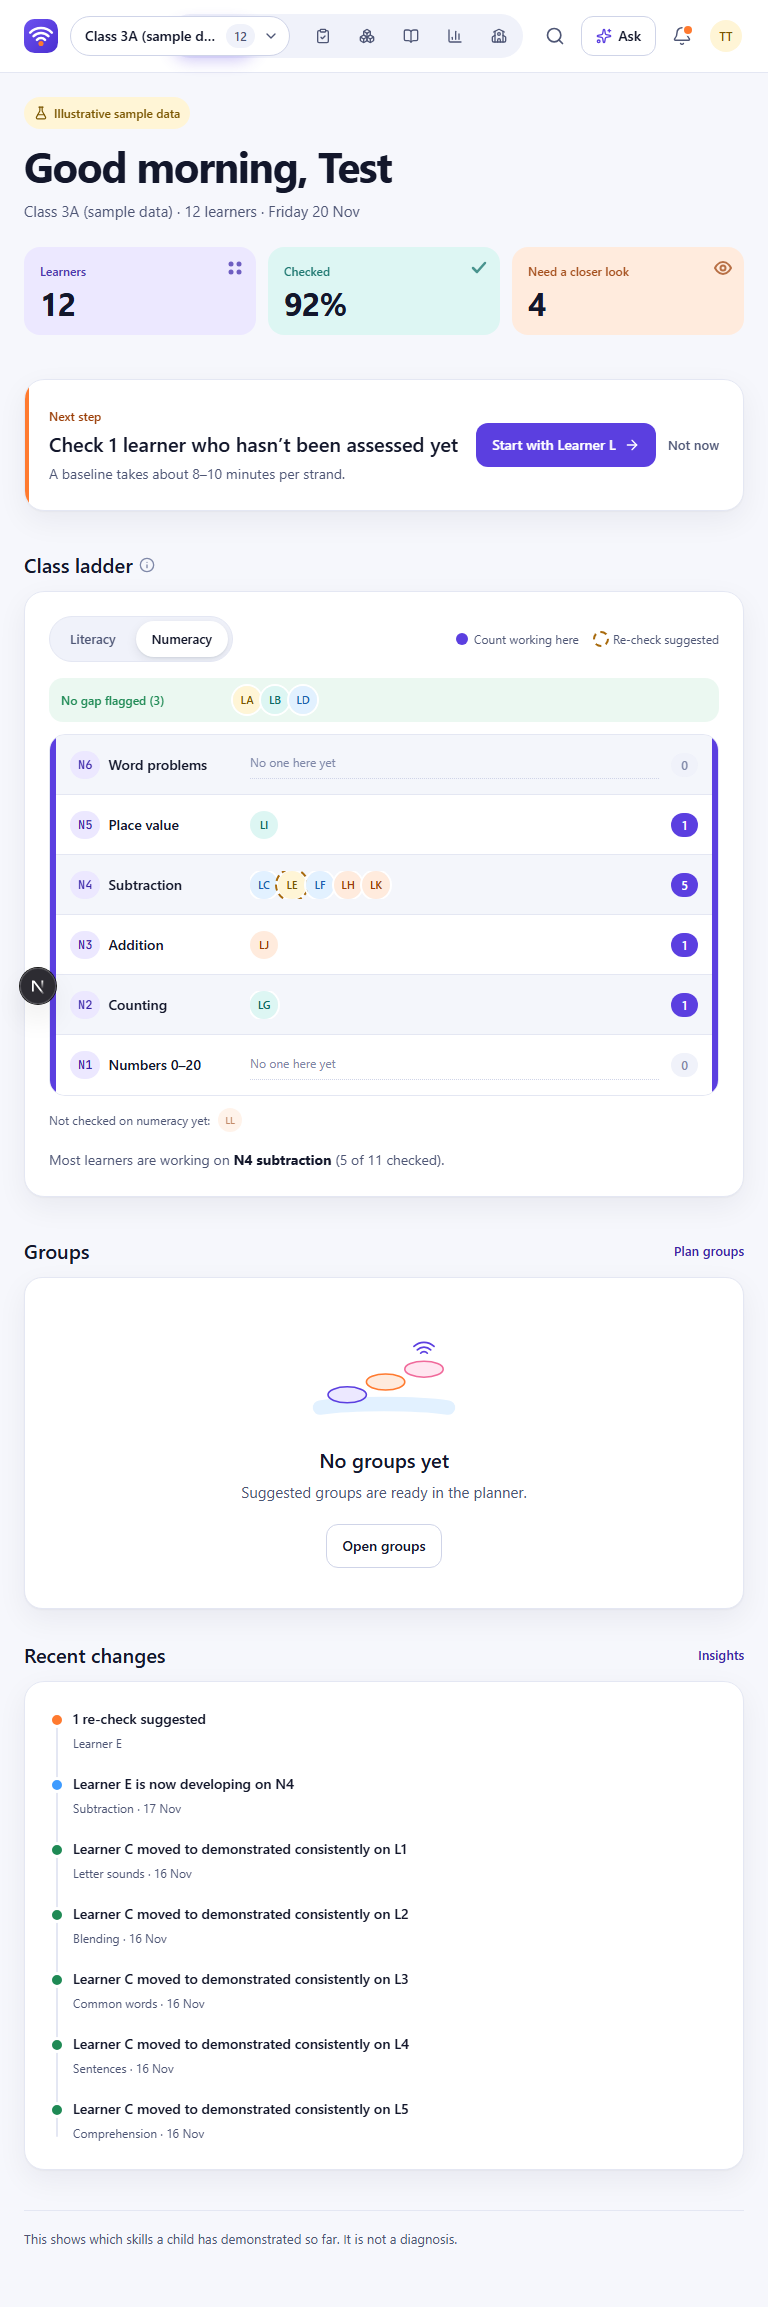 Class 3A (sample d... 12
Ask
TT
Illustrative sample data
Good morning, Test
Class 3A (sample data) · 12 learners · Friday 20 Nov
Learners
12
Checked
92%
Need a closer look
4
Next step
Check 1 learner who hasn’t been assessed yet
A baseline takes about 8–10 minutes per strand.
Start with Learner L
Not now
Class ladder
Literacy
Numeracy
Count working here
Re-check suggested
No gap flagged (3)
LA LB LD
N6 Word problems No one here yet 0
N5 Place value LI 1
N4 Subtraction LC LE LF LH LK 5
N3 Addition LJ 1
N2 Counting LG 1
N1 Numbers 0–20 No one here yet 0
N
Not checked on numeracy yet: LL
Most learners are working on N4 subtraction (5 of 11 checked).
Groups
Plan groups
No groups yet
Suggested groups are ready in the planner.
Open groups
Recent changes
Insights
1 re-check suggested
Learner E
Learner E is now developing on N4
Subtraction · 17 Nov
Learner C moved to demonstrated consistently on L1
Letter sounds · 16 Nov
Learner C moved to demonstrated consistently on L2
Blending · 16 Nov
Learner C moved to demonstrated consistently on L3
Common words · 16 Nov
Learner C moved to demonstrated consistently on L4
Sentences · 16 Nov
Learner C moved to demonstrated consistently on L5
Comprehension · 16 Nov
This shows which skills a child has demonstrated so far. It is not a diagnosis.